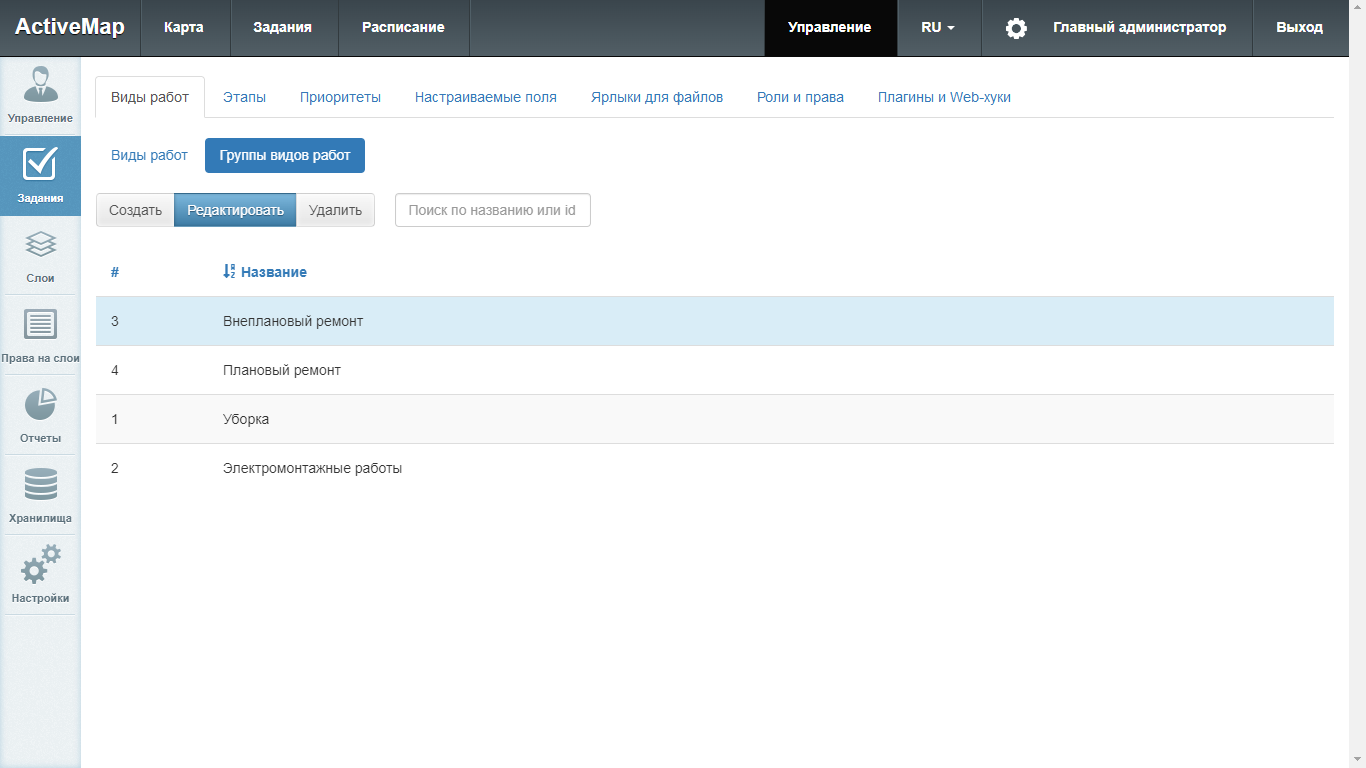 ActiveMap Карта Задания Расписание Управление RU Главный администратор Выход
Управление
Задания
Слои
Права на слои
Отчеты
Хранилища
Настройки
Виды работ Этапы Приоритеты Настраиваемые поля Ярлыки для файлов Роли и права Плагины и Web-хуки
Виды работ Группы видов работ
Создать Редактировать Удалить Поиск по названию или id
# Название
3 Внеплановый ремонт
4 Плановый ремонт
1 Уборка
2 Электромонтажные работы